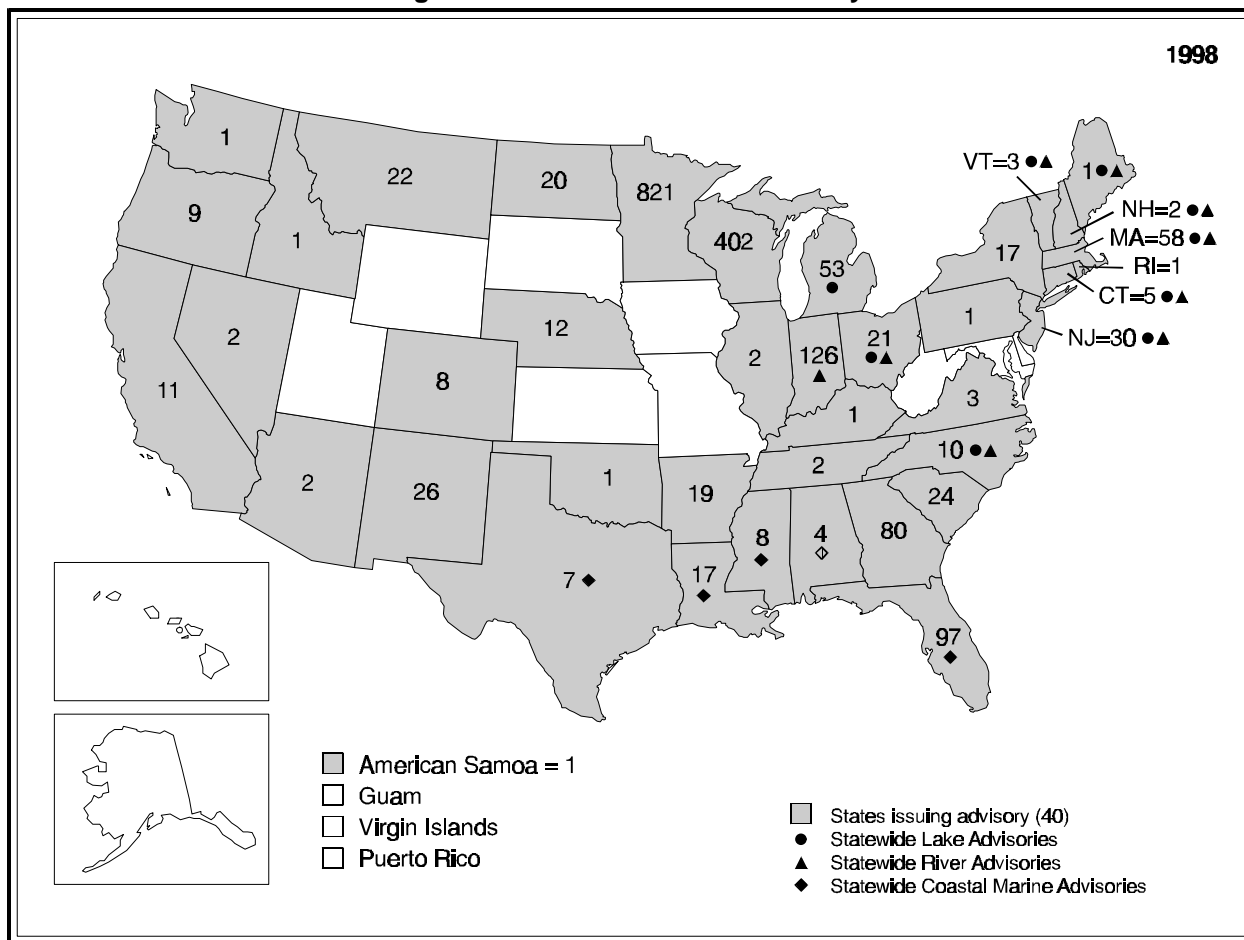 1998
1
22
20
821
VT=3 ●▲
1 ●▲
9
1
402
NH=2 ●▲
MA=58 ●▲
17
RI=1
53
●
CT=5 ●▲
2
12
1
NJ=30 ●▲
11
8
2
126
▲
21
●▲
3
1
10 ●▲
2
26
1
19
2
24
8
◆
4
80
7 ◆
17
◆
97
◆
American Samoa = 1
Guam
Virgin Islands
Puerto Rico
States issuing advisory (40)
● Statewide Lake Advisories
▲ Statewide River Advisories
◆ Statewide Coastal Marine Advisories